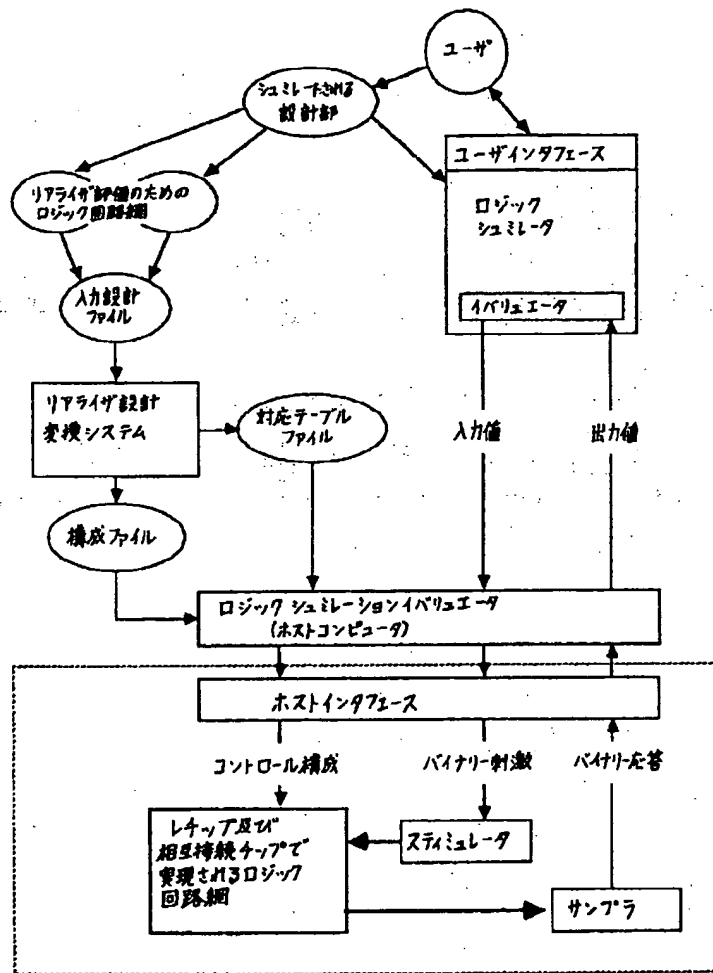 ユーザ
シュミレートされる
設計部
ユーザインタフェース
リアライザ評価のための
ロジック回路網
ロジック
シュミレータ
入力設計
ファイル
イバリュエータ
リアライザ設計
変換システム
対応テーブル
ファイル
入力値
出力値
構成ファイル
ロジック シュミレーションイバリュエータ
(ホストコンピュータ)
ホストインタフェース
コントロール構成
バイナリー刺激
バイナリー応答
Lチップ及び
相互接続チップで
実現されるロジック
回路網
スティミュレータ
サンプラ